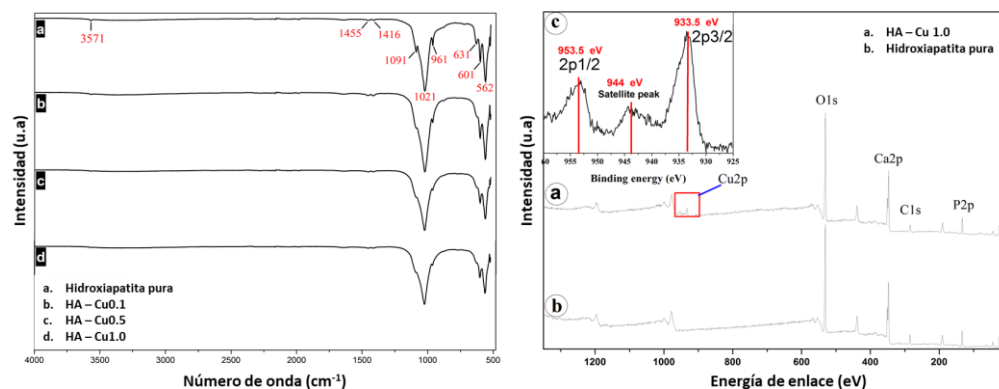 Intensidad (u.a)
a
3571
1455
1416
1091
1021
961
631
601
562
b
c
d
a. Hidroxiapatita pura
b. HA – Cu0.1
c. HA – Cu0.5
d. HA – Cu1.0
4000 3500 3000 2500 2000 1500 1000 500
Número de onda (cm⁻¹)
Intensidad (u.a)
c
953.5 eV
2p1/2
944 eV
Satellite peak
933.5 eV
2p3/2
955 950 945 940 935 930 925
Binding energy (eV)
a. HA – Cu 1.0
b. Hidroxiapatita pura
O1s
Ca2p
C1s
P2p
Cu2p
a
b
1200 1000 800 600 400 200
Energía de enlace (eV)